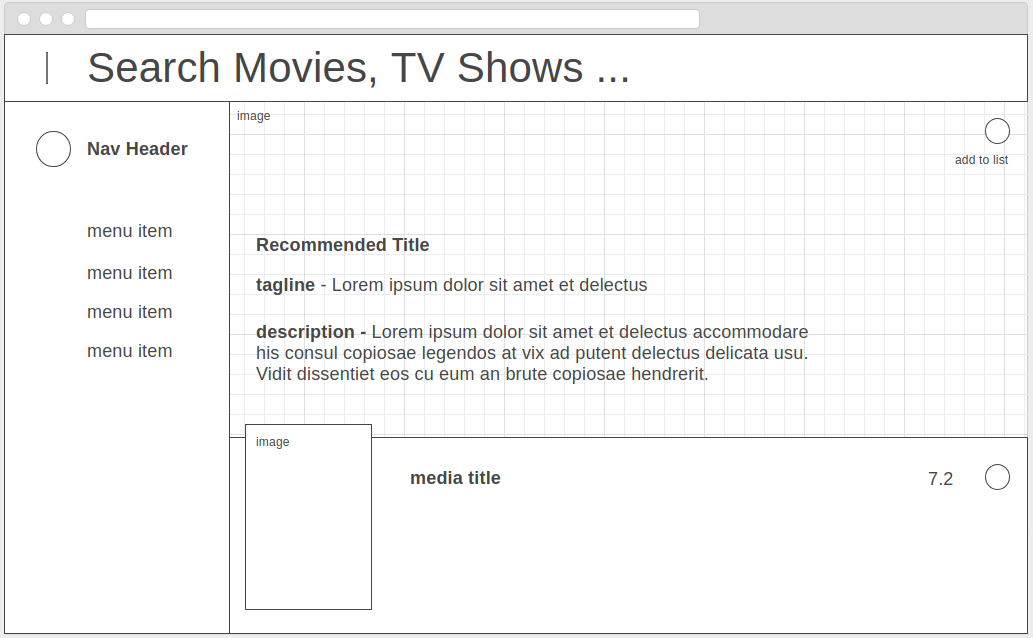 Search Movies, TV Shows ...
Nav Header
menu item
menu item
menu item
menu item
image
add to list
Recommended Title
tagline - Lorem ipsum dolor sit amet et delectus
description - Lorem ipsum dolor sit amet et delectus accommodare
his consul copiosae legendos at vix ad putent delectus delicata usu.
Vidit dissentiet eos cu eum an brute copiosae hendrerit.
image
media title
7.2